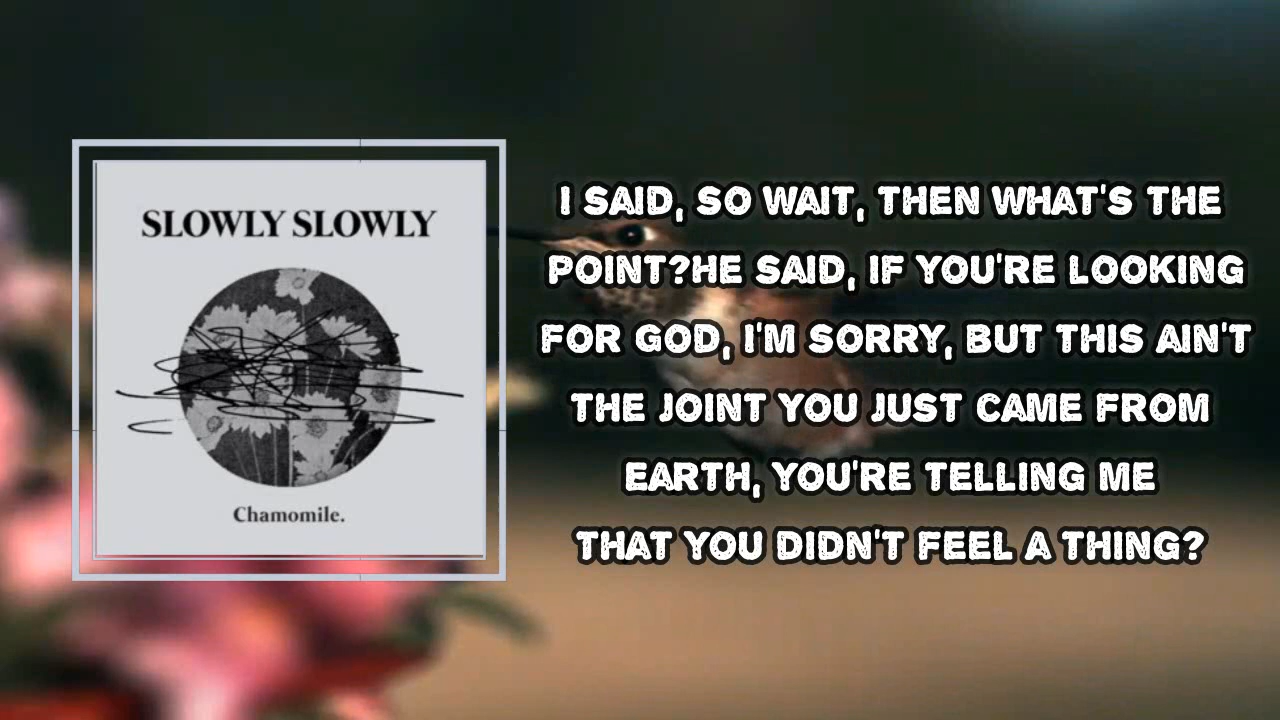 SLOWLY SLOWLY
Chamomile.
I SAID, SO WAIT, THEN WHAT'S THE
POINT?HE SAID, IF YOU'RE LOOKING
FOR GOD, I'M SORRY, BUT THIS AIN'T
THE JOINT YOU JUST CAME FROM
EARTH, YOU'RE TELLING ME
THAT YOU DIDN'T FEEL A THING?